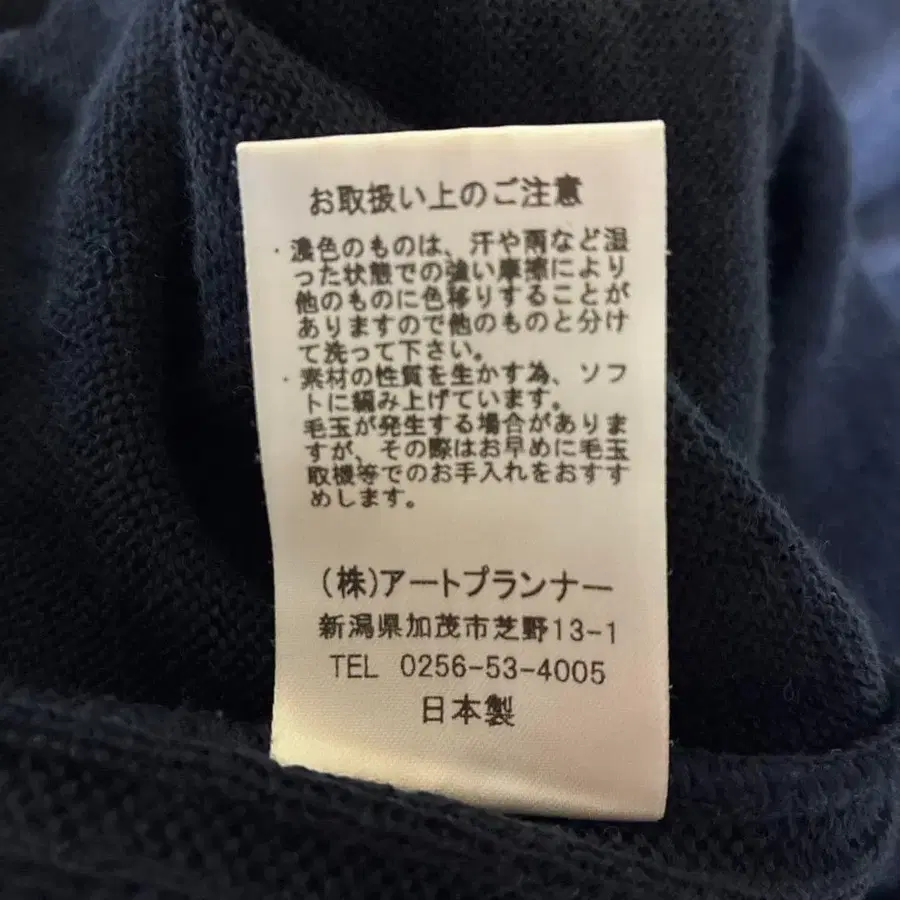 お取扱い上のご注意
・濃色のものは、汗や雨など湿
った状態での強い摩擦により
他のものに色移りすることが
ありますので他のものと分け
て洗って下さい。
・素材の性質を生かす為、ソフ
トに編み上げています。
毛玉が発生する場合がありま
すが、その際はお早めに毛玉
取機等でのお手入れをおすす
めします。
(株)アートプランナー
新潟県加茂市芝野13-1
TEL 0256-53-4005
日本製